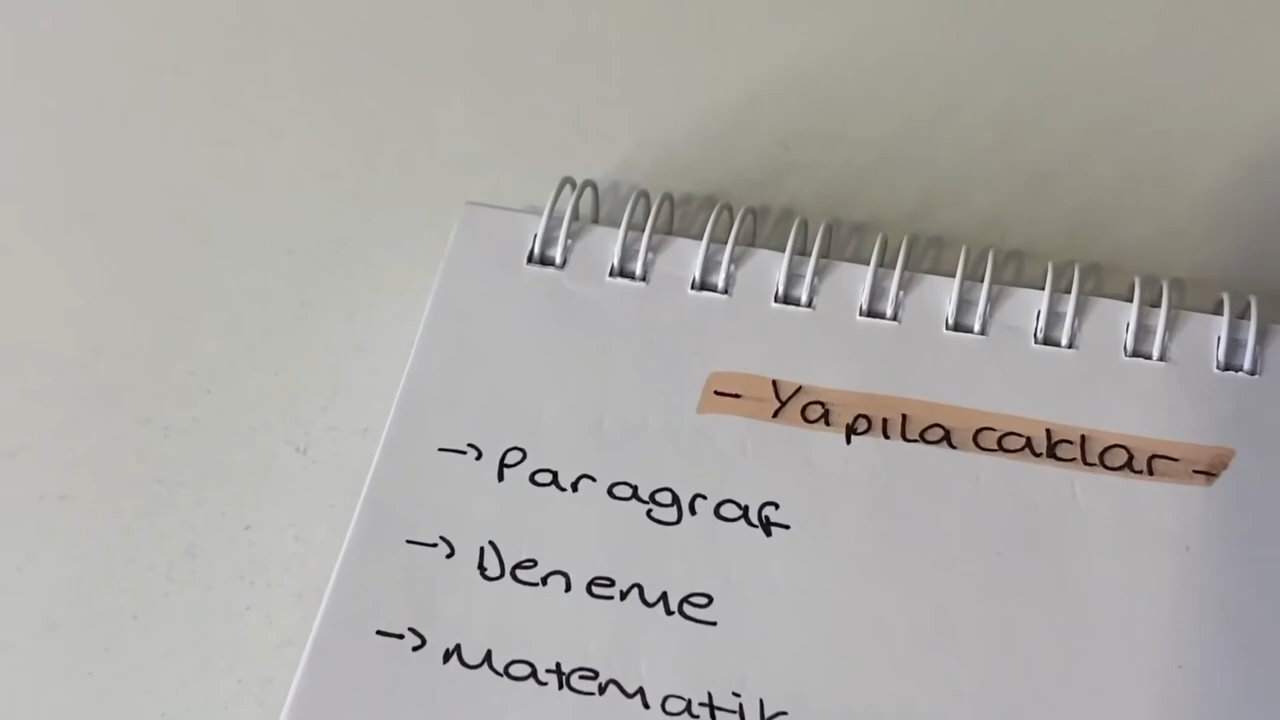 - Yapılacaklar -
→ Paragraf
→ Deneme
→ Matematik